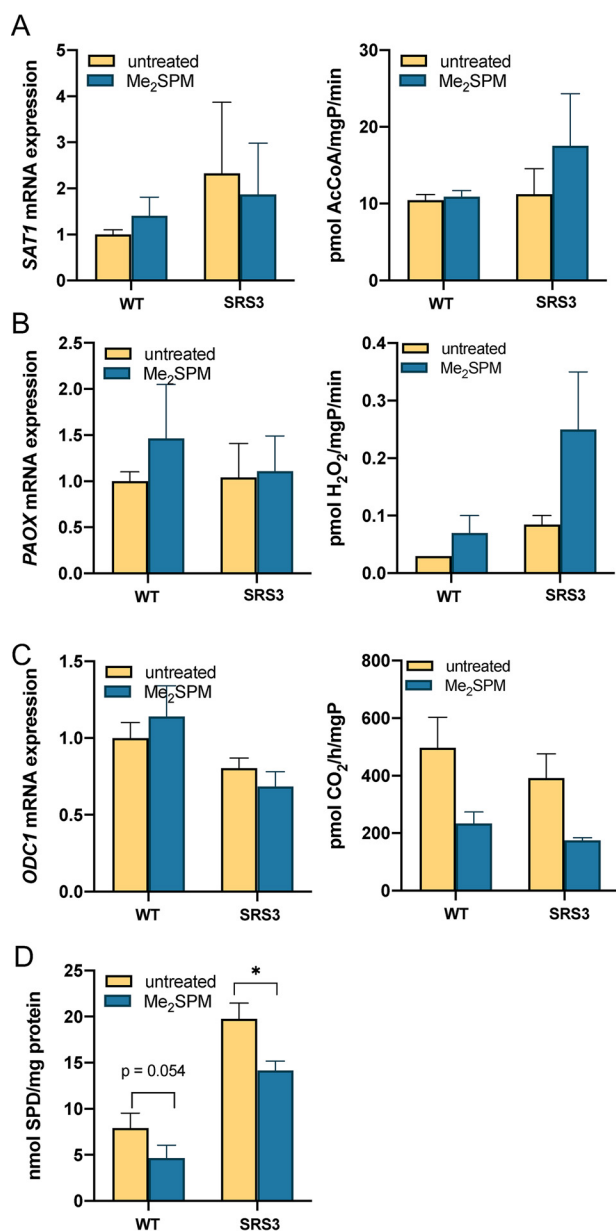 A
SAT1 mRNA expression
5
4
3
2
1
0
untreated
Me₂SPM
WT
SRS3
pmol AcCoA/mgP/min
30
20
10
0
untreated
Me₂SPM
WT
SRS3
B
PAOX mRNA expression
2.5
2.0
1.5
1.0
0.5
0.0
untreated
Me₂SPM
WT
SRS3
pmol H₂O₂/mgP/min
0.4
0.3
0.2
0.1
0.0
untreated
Me₂SPM
WT
SRS3
C
ODC1 mRNA expression
1.5
1.0
0.5
0.0
untreated
Me₂SPM
WT
SRS3
pmol CO₂/h/mgP
800
600
400
200
0
untreated
Me₂SPM
WT
SRS3
D
nmol SPD/mg protein
25
20
15
10
5
0
untreated
Me₂SPM
p = 0.054
*
WT
SRS3